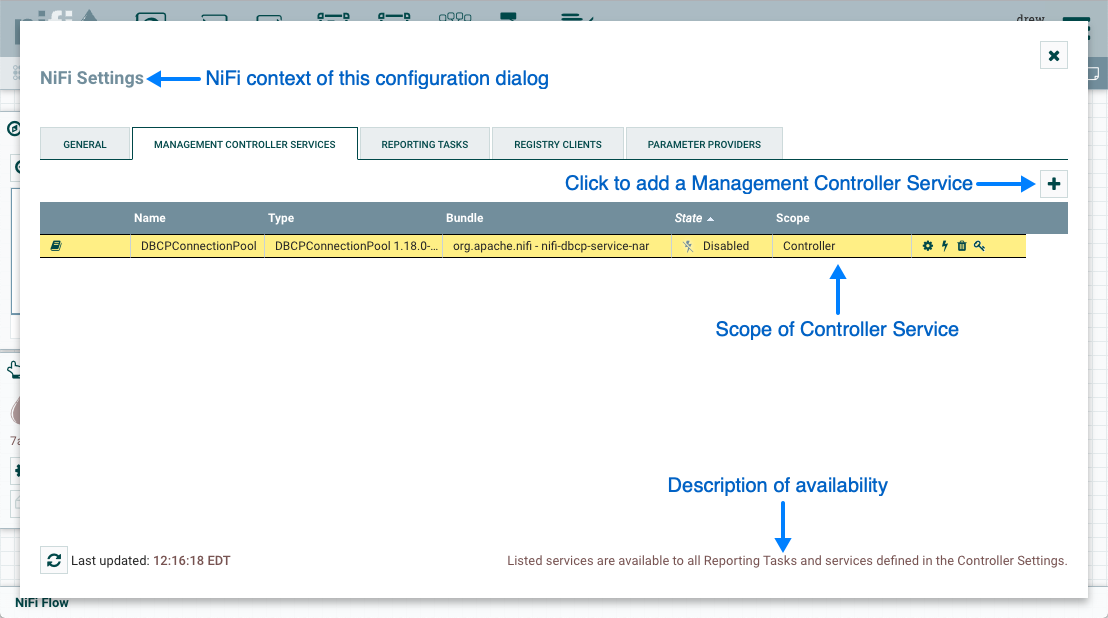 nifi
drew
NiFi Settings
NiFi context of this configuration dialog
GENERAL
MANAGEMENT CONTROLLER SERVICES
REPORTING TASKS
REGISTRY CLIENTS
PARAMETER PROVIDERS
Click to add a Management Controller Service
Name Type Bundle State Scope
DBCPConnectionPool DBCPConnectionPool 1.18.0-... org.apache.nifi - nifi-dbcp-service-nar Disabled Controller
Scope of Controller Service
Description of availability
Last updated: 12:16:18 EDT
Listed services are available to all Reporting Tasks and services defined in the Controller Settings.
NiFi Flow